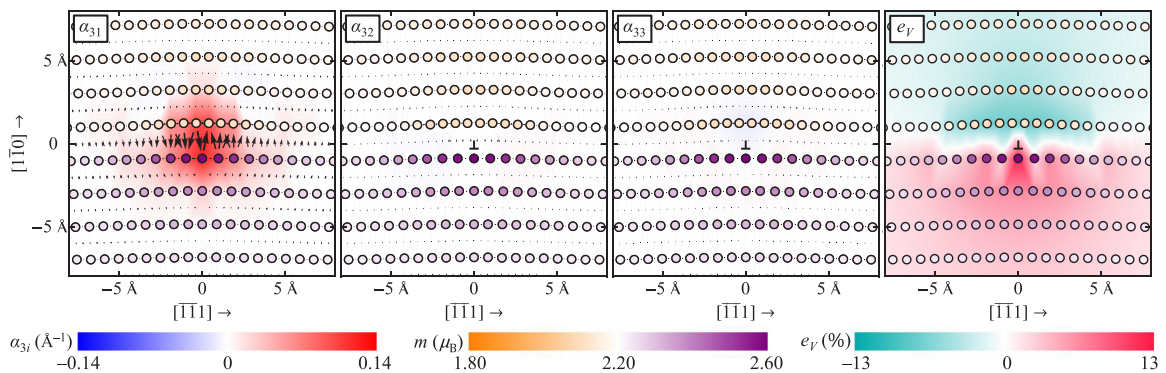 α31 α32 α33 eV
5 Å
0
−5 Å
[11̅0] →
−5 Å 0 5 Å −5 Å 0 5 Å −5 Å 0 5 Å −5 Å 0 5 Å
[1̅1̅1] → [1̅1̅1] → [1̅1̅1] → [1̅1̅1] →
α3i (Å−1) m (μB) eV (%)
−0.14 0 0.14 1.80 2.20 2.60 −13 0 13